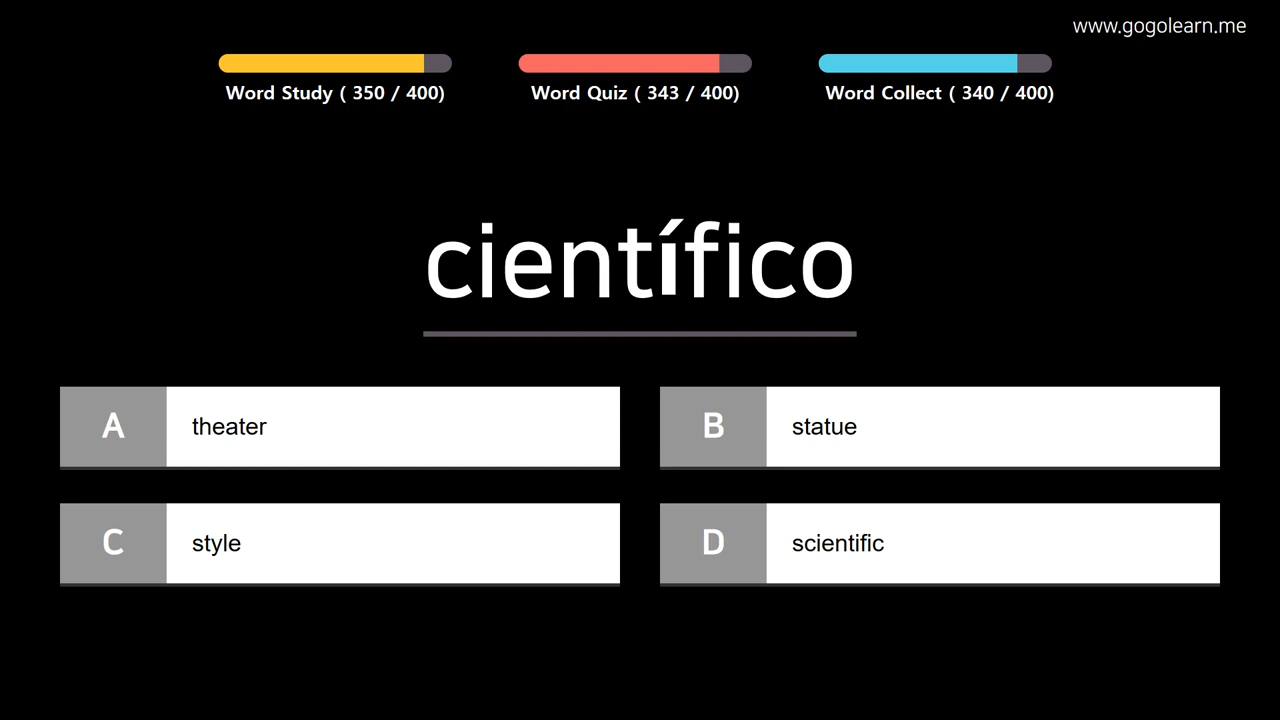 www.gogolearn.me
Word Study ( 350 / 400)
Word Quiz ( 343 / 400)
Word Collect ( 340 / 400)
científico
A theater
B statue
C style
D scientific